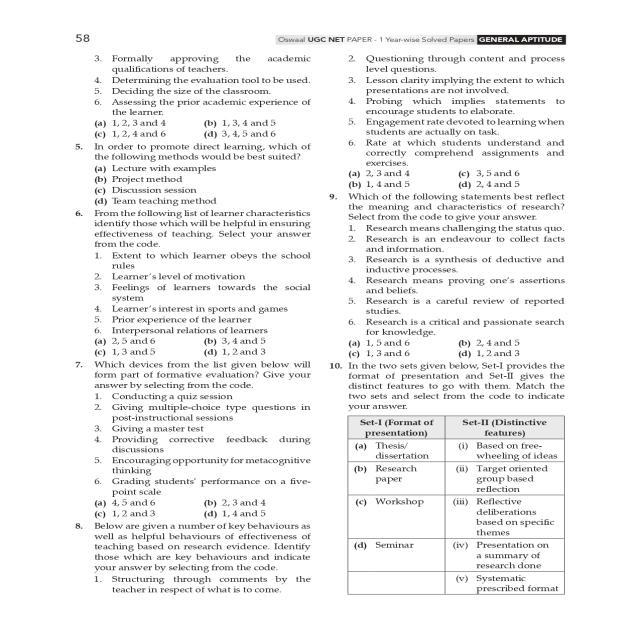 58
Oswaal UGC NET PAPER - 1 Year-wise Solved Papers GENERAL APTITUDE
3. Formally approving the academic
qualifications of teachers.
4. Determining the evaluation tool to be used.
5. Deciding the size of the classroom.
6. Assessing the prior academic experience of
the learner.
(a) 1, 2, 3 and 4 (b) 1, 3, 4 and 5
(c) 1, 2, 4 and 6 (d) 3, 4, 5 and 6
5. In order to promote direct learning, which of
the following methods would be best suited?
(a) Lecture with examples
(b) Project method
(c) Discussion session
(d) Team teaching method
6. From the following list of learner characteristics
identify those which will be helpful in ensuring
effectiveness of teaching. Select your answer
from the code.
1. Extent to which learner obeys the school
rules
2. Learner's level of motivation
3. Feelings of learners towards the social
system
4. Learner's interest in sports and games
5. Prior experience of the learner
6. Interpersonal relations of learners
(a) 2, 5 and 6 (b) 3, 4 and 5
(c) 1, 3 and 5 (d) 1, 2 and 3
7. Which devices from the list given below will
form part of formative evaluation? Give your
answer by selecting from the code.
1. Conducting a quiz session
2. Giving multiple-choice type questions in
post-instructional sessions
3. Giving a master test
4. Providing corrective feedback during
discussions
5. Encouraging opportunity for metacognitive
thinking
6. Grading students' performance on a five-
point scale
(a) 4, 5 and 6 (b) 2, 3 and 4
(c) 1, 2 and 3 (d) 1, 4 and 5
8. Below are given a number of key behaviours as
well as helpful behaviours of effectiveness of
teaching based on research evidence. Identify
those which are key behaviours and indicate
your answer by selecting from the code.
1. Structuring through comments by the
teacher in respect of what is to come.
2. Questioning through content and process
level questions.
3. Lesson clarity implying the extent to which
presentations are not involved.
4. Probing which implies statements to
encourage students to elaborate.
5. Engagement rate devoted to learning when
students are actually on task.
6. Rate at which students understand and
correctly comprehend assignments and
exercises.
(a) 2, 3 and 4 (c) 3, 5 and 6
(b) 1, 4 and 5 (d) 2, 4 and 5
9. Which of the following statements best reflect
the meaning and characteristics of research?
Select from the code to give your answer.
1. Research means challenging the status quo.
2. Research is an endeavour to collect facts
and information.
3. Research is a synthesis of deductive and
inductive processes.
4. Research means proving one's assertions
and beliefs.
5. Research is a careful review of reported
studies.
6. Research is a critical and passionate search
for knowledge.
(a) 1, 5 and 6 (b) 2, 4 and 5
(c) 1, 3 and 6 (d) 1, 2 and 3
10. In the two sets given below, Set-I provides the
format of presentation and Set-II gives the
distinct features to go with them. Match the
two sets and select from the code to indicate
your answer.
Set-I (Format of Set-II (Distinctive
presentation) features)
(a) Thesis/ (i) Based on free-
dissertation wheeling of ideas
(b) Research (ii) Target oriented
paper group based
reflection
(c) Workshop (iii) Reflective
deliberations
based on specific
themes
(d) Seminar (iv) Presentation on
a summary of
research done
(v) Systematic
prescribed format